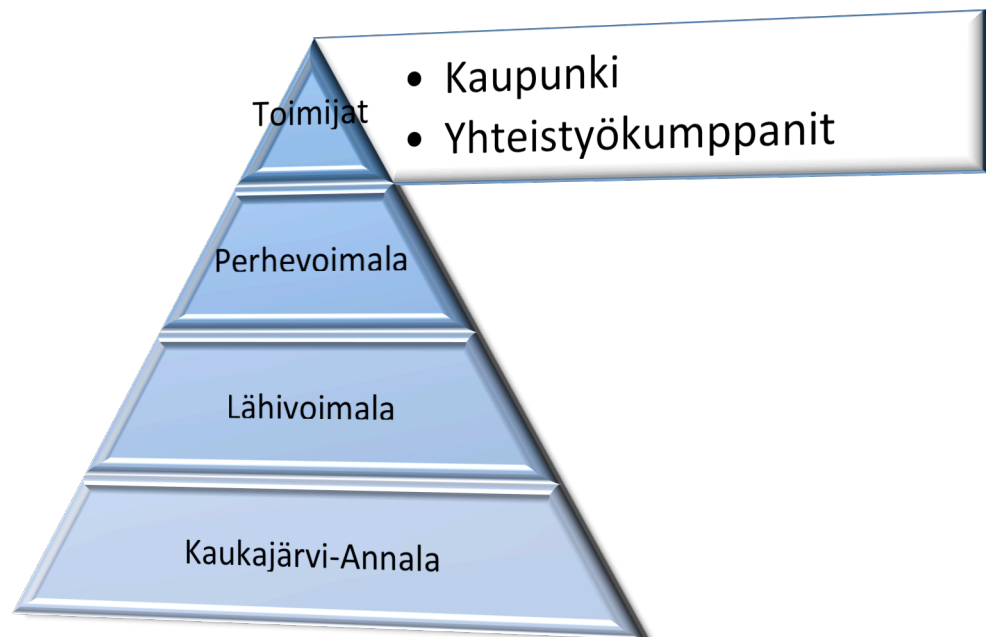 Toimijat
• Kaupunki
• Yhteistyökumppanit
Perhevoimala
Lähivoimala
Kaukajärvi-Annala